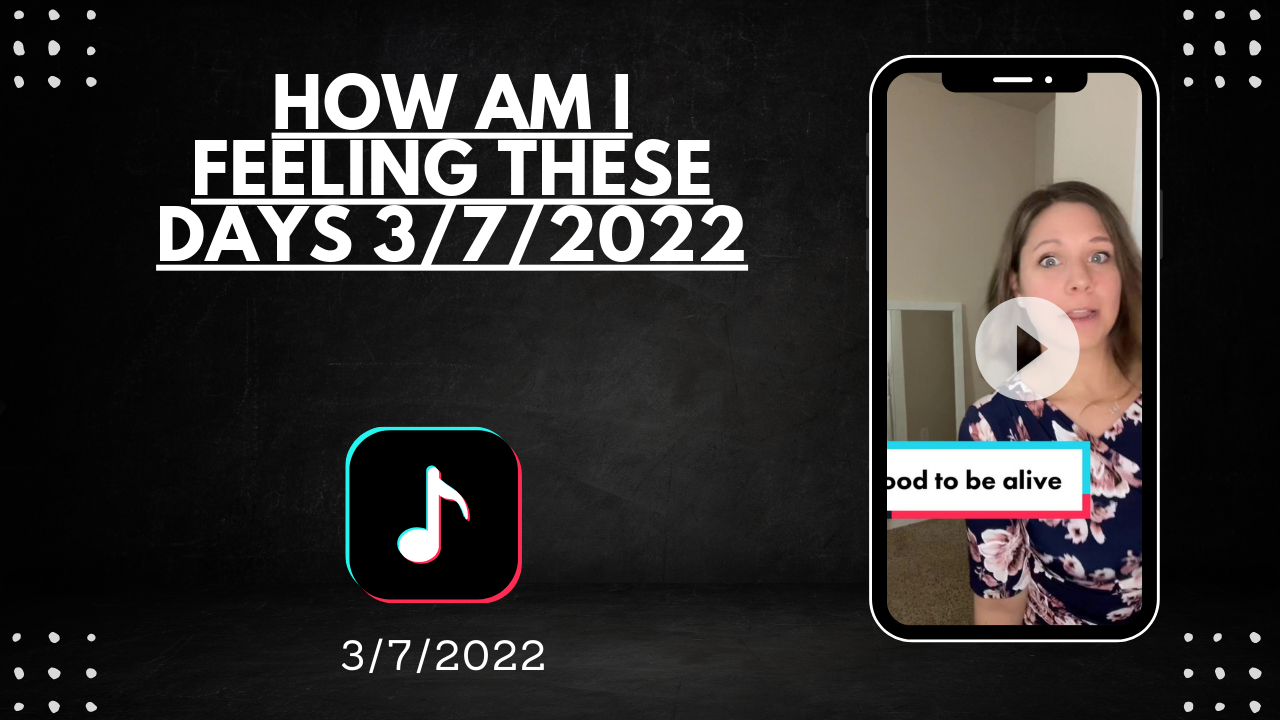 HOW AM I
FEELING THESE
DAYS 3/7/2022
ood to be alive
3/7/2022